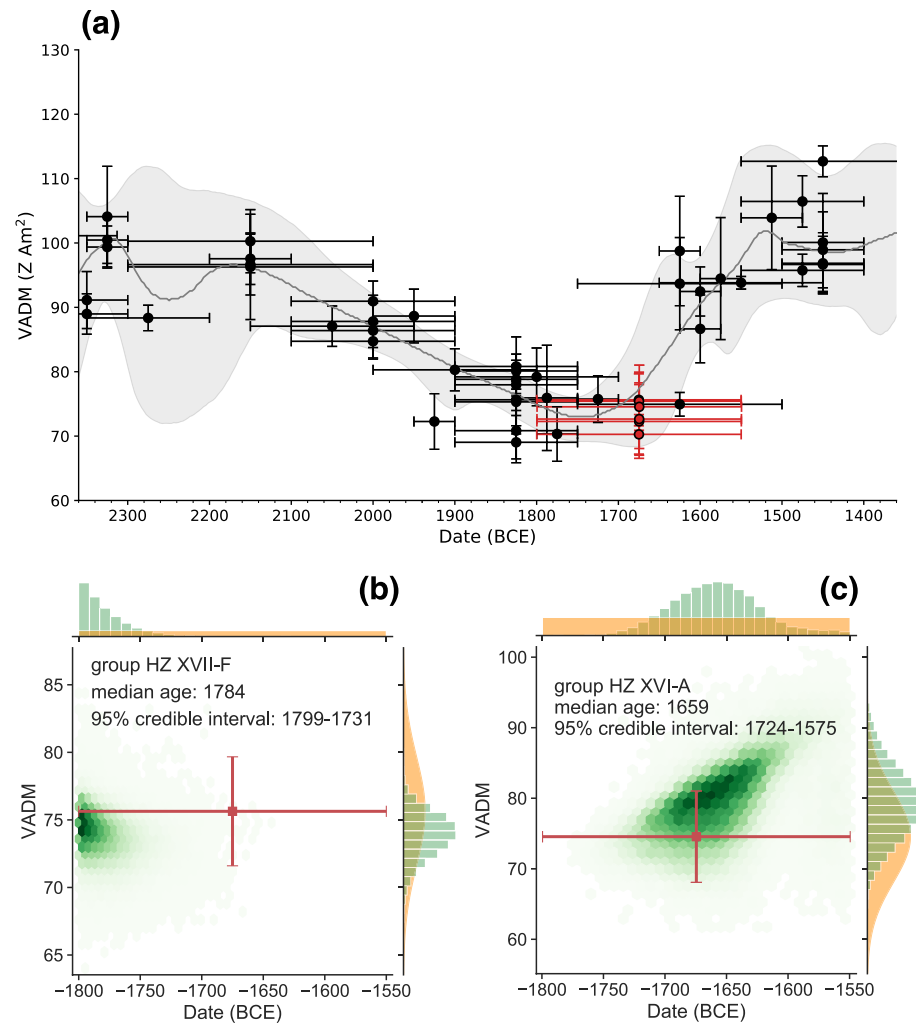 (a)
130
120
110
100
90
80
70
60
VADM (Z Am²)
2300 2200 2100 2000 1900 1800 1700 1600 1500 1400
Date (BCE)
(b)
group HZ XVII-F
median age: 1784
95% credible interval: 1799-1731
85
80
75
70
65
VADM
−1800 −1750 −1700 −1650 −1600 −1550
Date (BCE)
(c)
group HZ XVI-A
median age: 1659
95% credible interval: 1724-1575
100
90
80
70
60
VADM
−1800 −1750 −1700 −1650 −1600 −1550
Date (BCE)